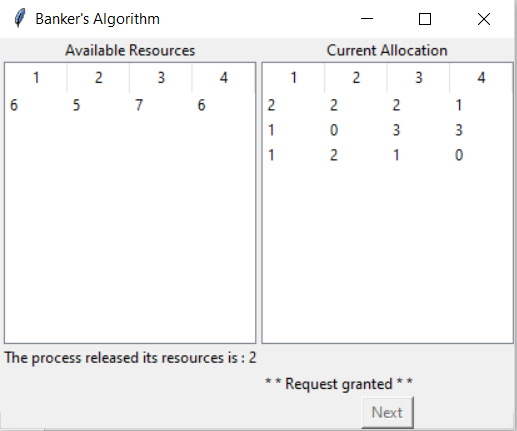 Banker's Algorithm
Available Resources
1 2 3 4
6 5 7 6
Current Allocation
1 2 3 4
2 2 2 1
1 0 3 3
1 2 1 0
The process released its resources is : 2
* * Request granted * *
Next